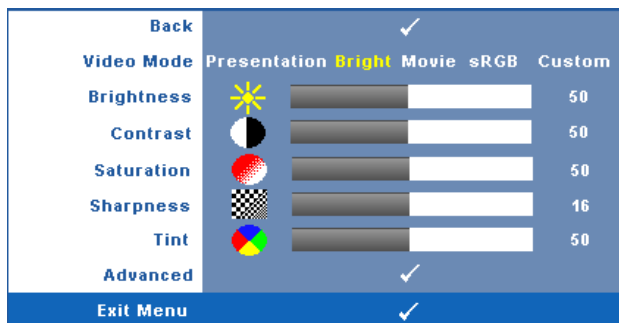 Back
Video Mode Presentation Bright Movie sRGB Custom
Brightness 50
Contrast 50
Saturation 50
Sharpness 16
Tint 50
Advanced
Exit Menu